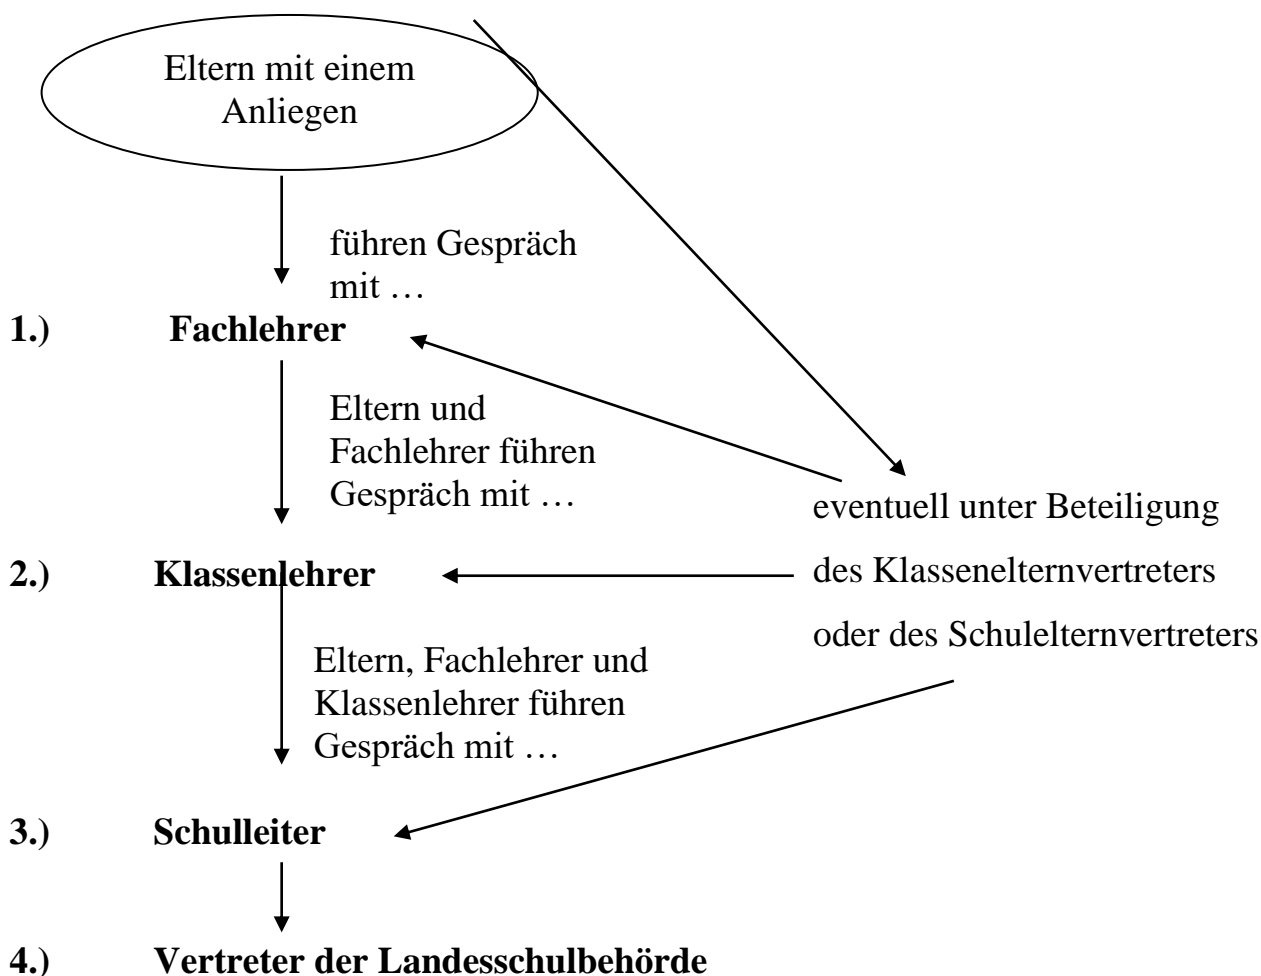 Eltern mit einem
Anliegen
führen Gespräch
mit …
1.) Fachlehrer
Eltern und
Fachlehrer führen
Gespräch mit …
eventuell unter Beteiligung
des Klassenelternvertreters
oder des Schulelternvertreters
2.) Klassenlehrer
Eltern, Fachlehrer und
Klassenlehrer führen
Gespräch mit …
3.) Schulleiter
4.) Vertreter der Landesschulbehörde